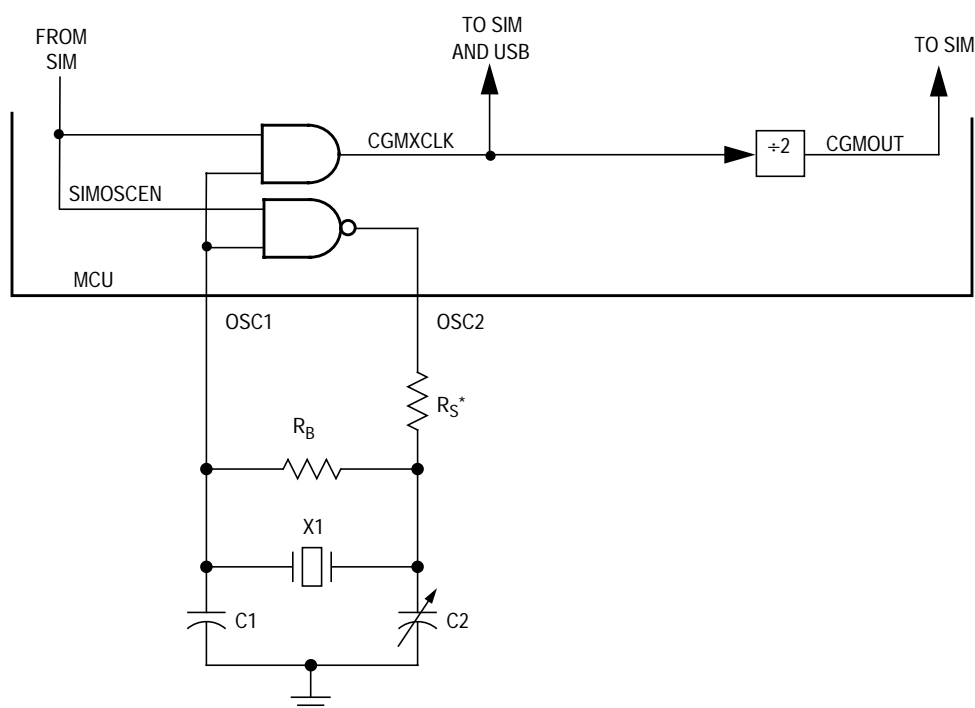 FROM
SIM
TO SIM
AND USB
TO SIM
CGMXCLK
÷2
CGMOUT
SIMOSCEN
MCU
OSC1
OSC2
RS*
RB
X1
C1
C2